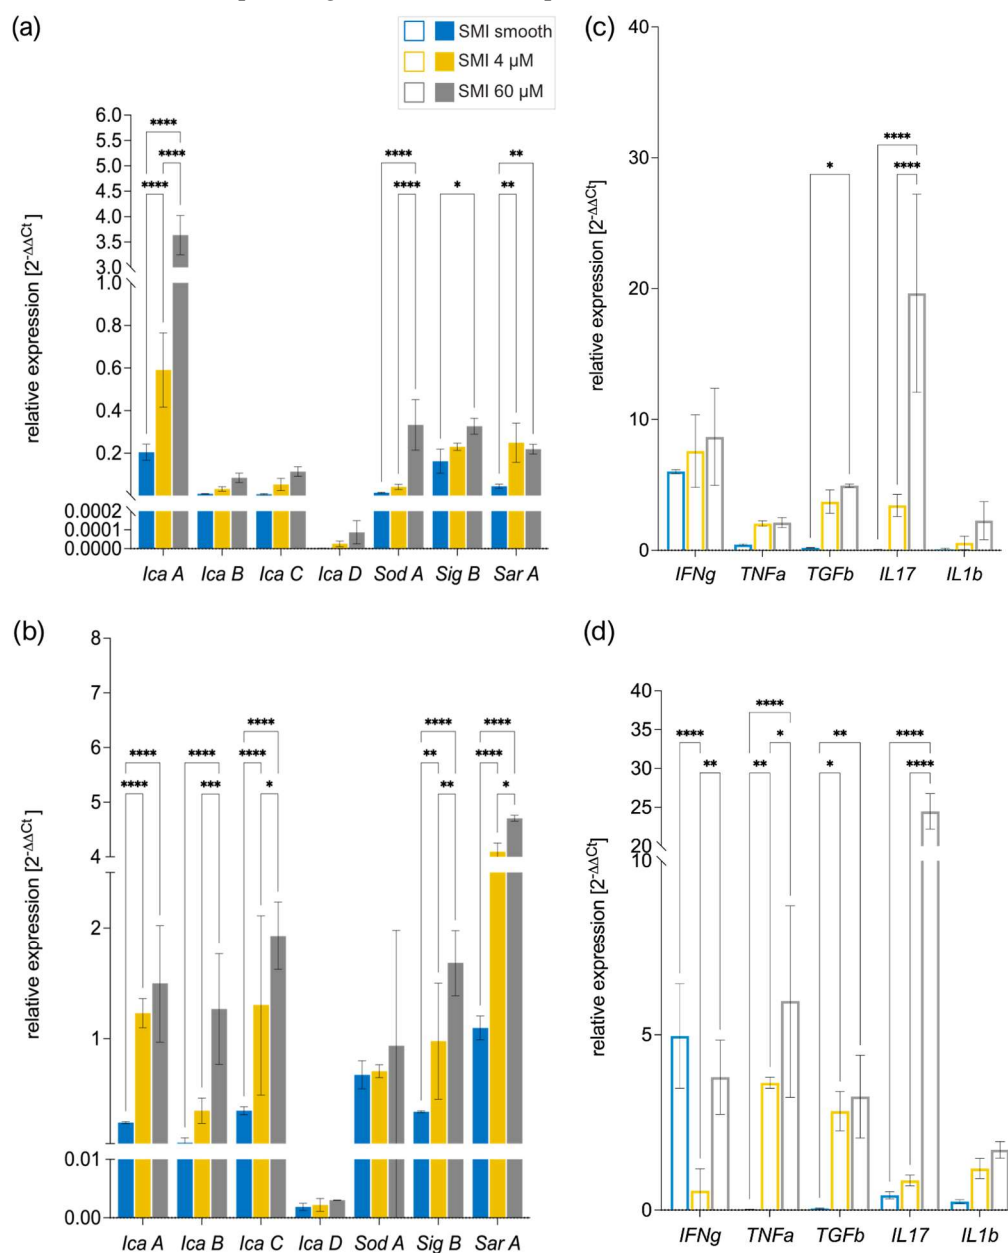 (a)
SMI smooth
SMI 4 µM
SMI 60 µM
relative expression [2-ΔΔCt]
6.0
5.5
5.0
4.5
4.0
3.5
3.0
1.0
0.8
0.6
0.4
0.2
0.0002
0.0001
0.0000
**** **** ****
**** ****
*
** **
Ica A Ica B Ica C Ica D Sod A Sig B Sar A
(c)
relative expression [2-ΔΔCt]
40
30
20
10
0
*
**** ****
IFNg TNFa TGFb IL17 IL1b
(b)
relative expression [2-ΔΔCt]
8
7
6
5
4
2
1
0.01
0.00
**** ****
**** ***
**** **** *
**** ** **
**** **** *
Ica A Ica B Ica C Ica D Sod A Sig B Sar A
(d)
relative expression [2-ΔΔCt]
40
35
30
25
20
10
5
0
**** **
**** ** *
** *
**** ****
IFNg TNFa TGFb IL17 IL1b